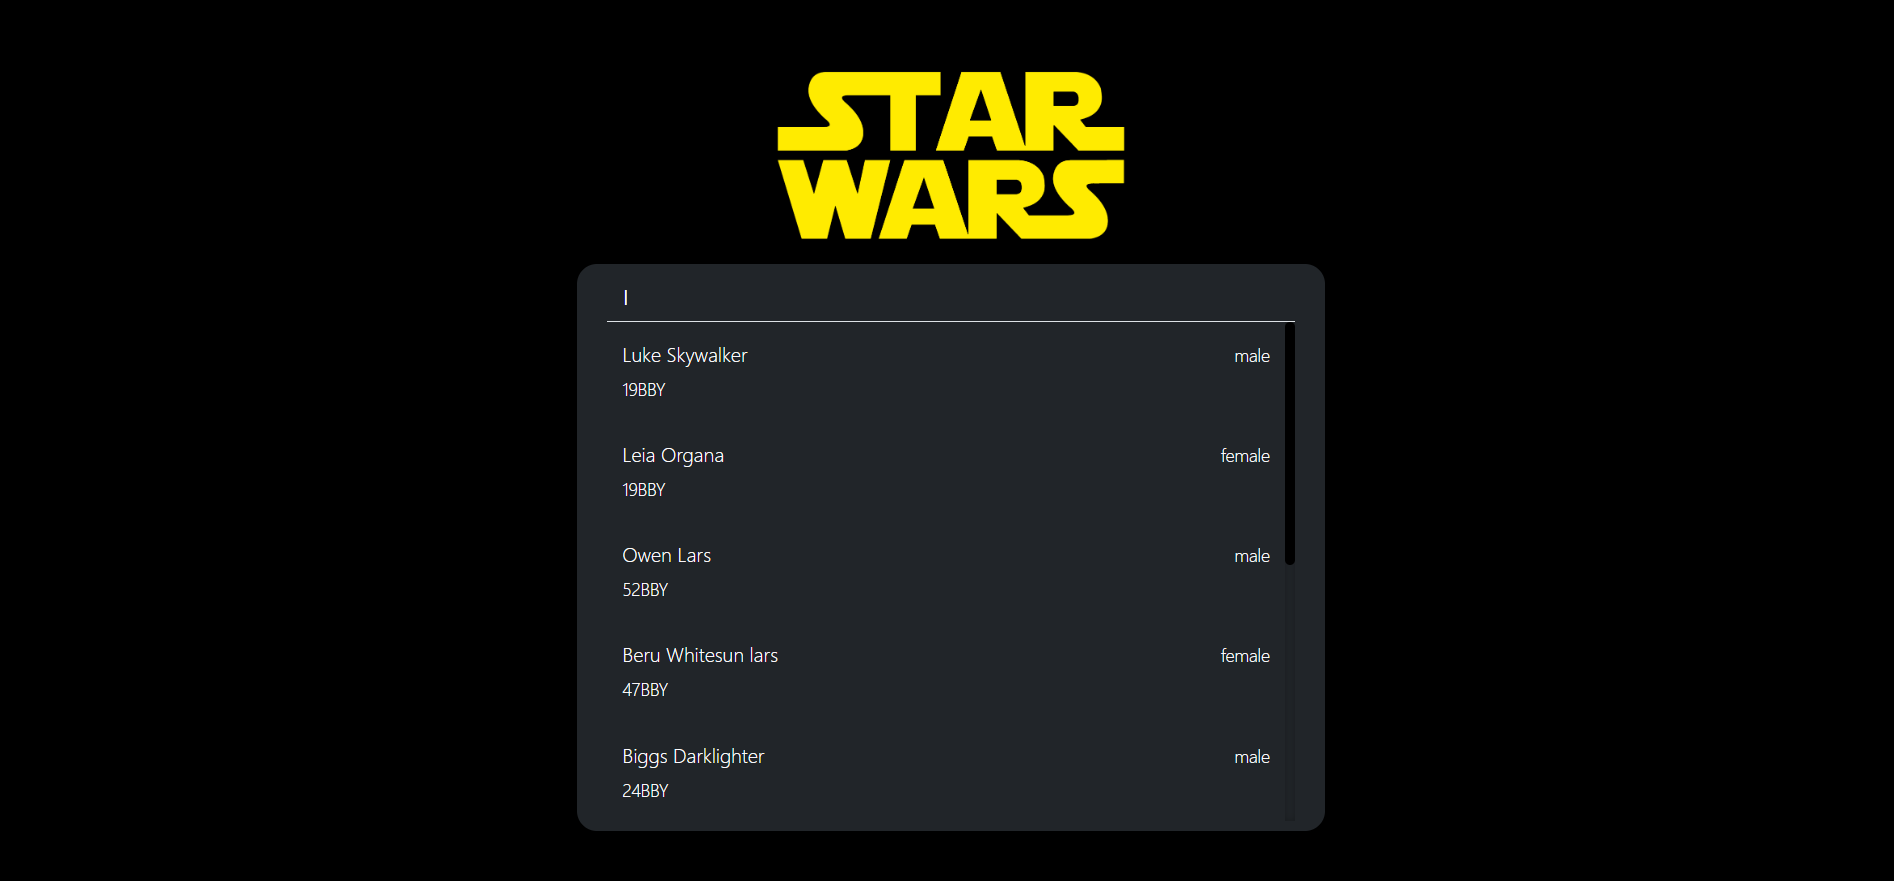 STAR
WARS
l
Luke Skywalker male
19BBY
Leia Organa female
19BBY
Owen Lars male
52BBY
Beru Whitesun lars female
47BBY
Biggs Darklighter male
24BBY